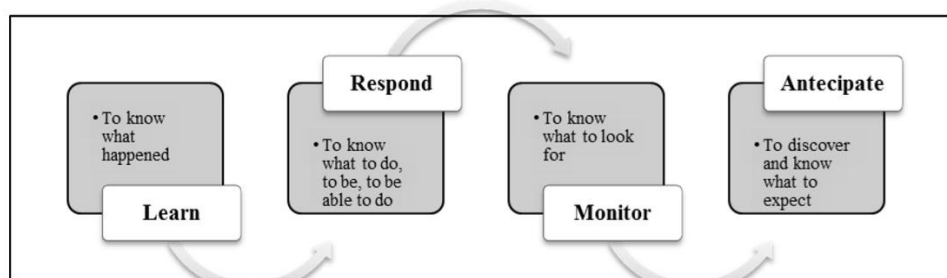 • To know
what
happened
Learn
Respond
• To know
what to do,
to be, to be
able to do
• To know
what to look
for
Monitor
Antecipate
• To discover
and know
what to
expect